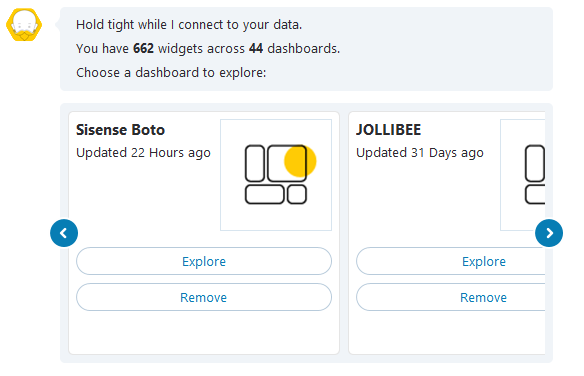 Hold tight while I connect to your data.
You have 662 widgets across 44 dashboards.
Choose a dashboard to explore:
Sisense Boto
Updated 22 Hours ago
Explore
Remove
JOLLIBEE
Updated 31 Days ago
Explore
Remove